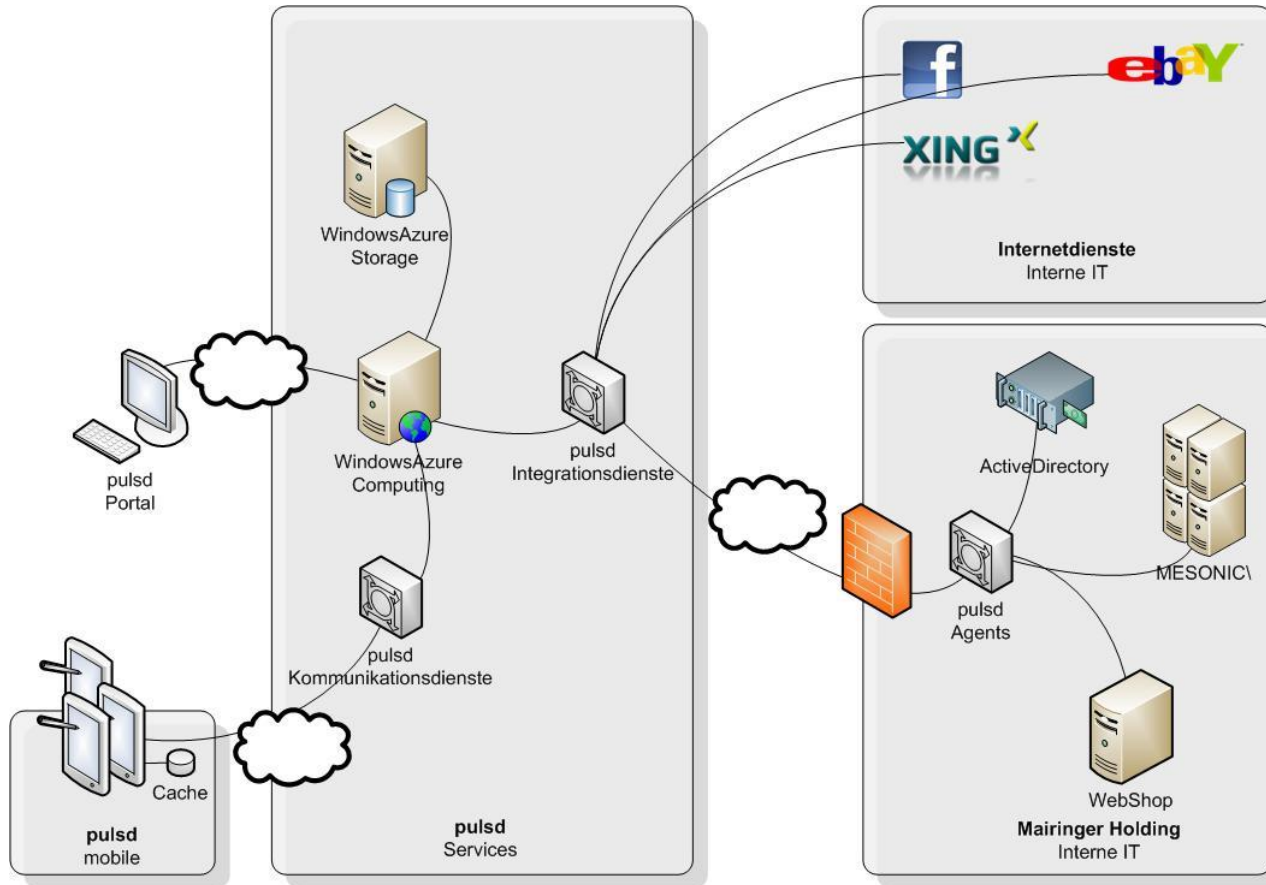 WindowsAzure
Storage
pulsd
Portal
WindowsAzure
Computing
pulsd
Integrationsdienste
pulsd
Kommunikationsdienste
pulsd
Services
Cache
pulsd
mobile
f
ebaY
XING
Internetdienste
Interne IT
ActiveDirectory
MESONIC\
pulsd
Agents
WebShop
Mairinger Holding
Interne IT